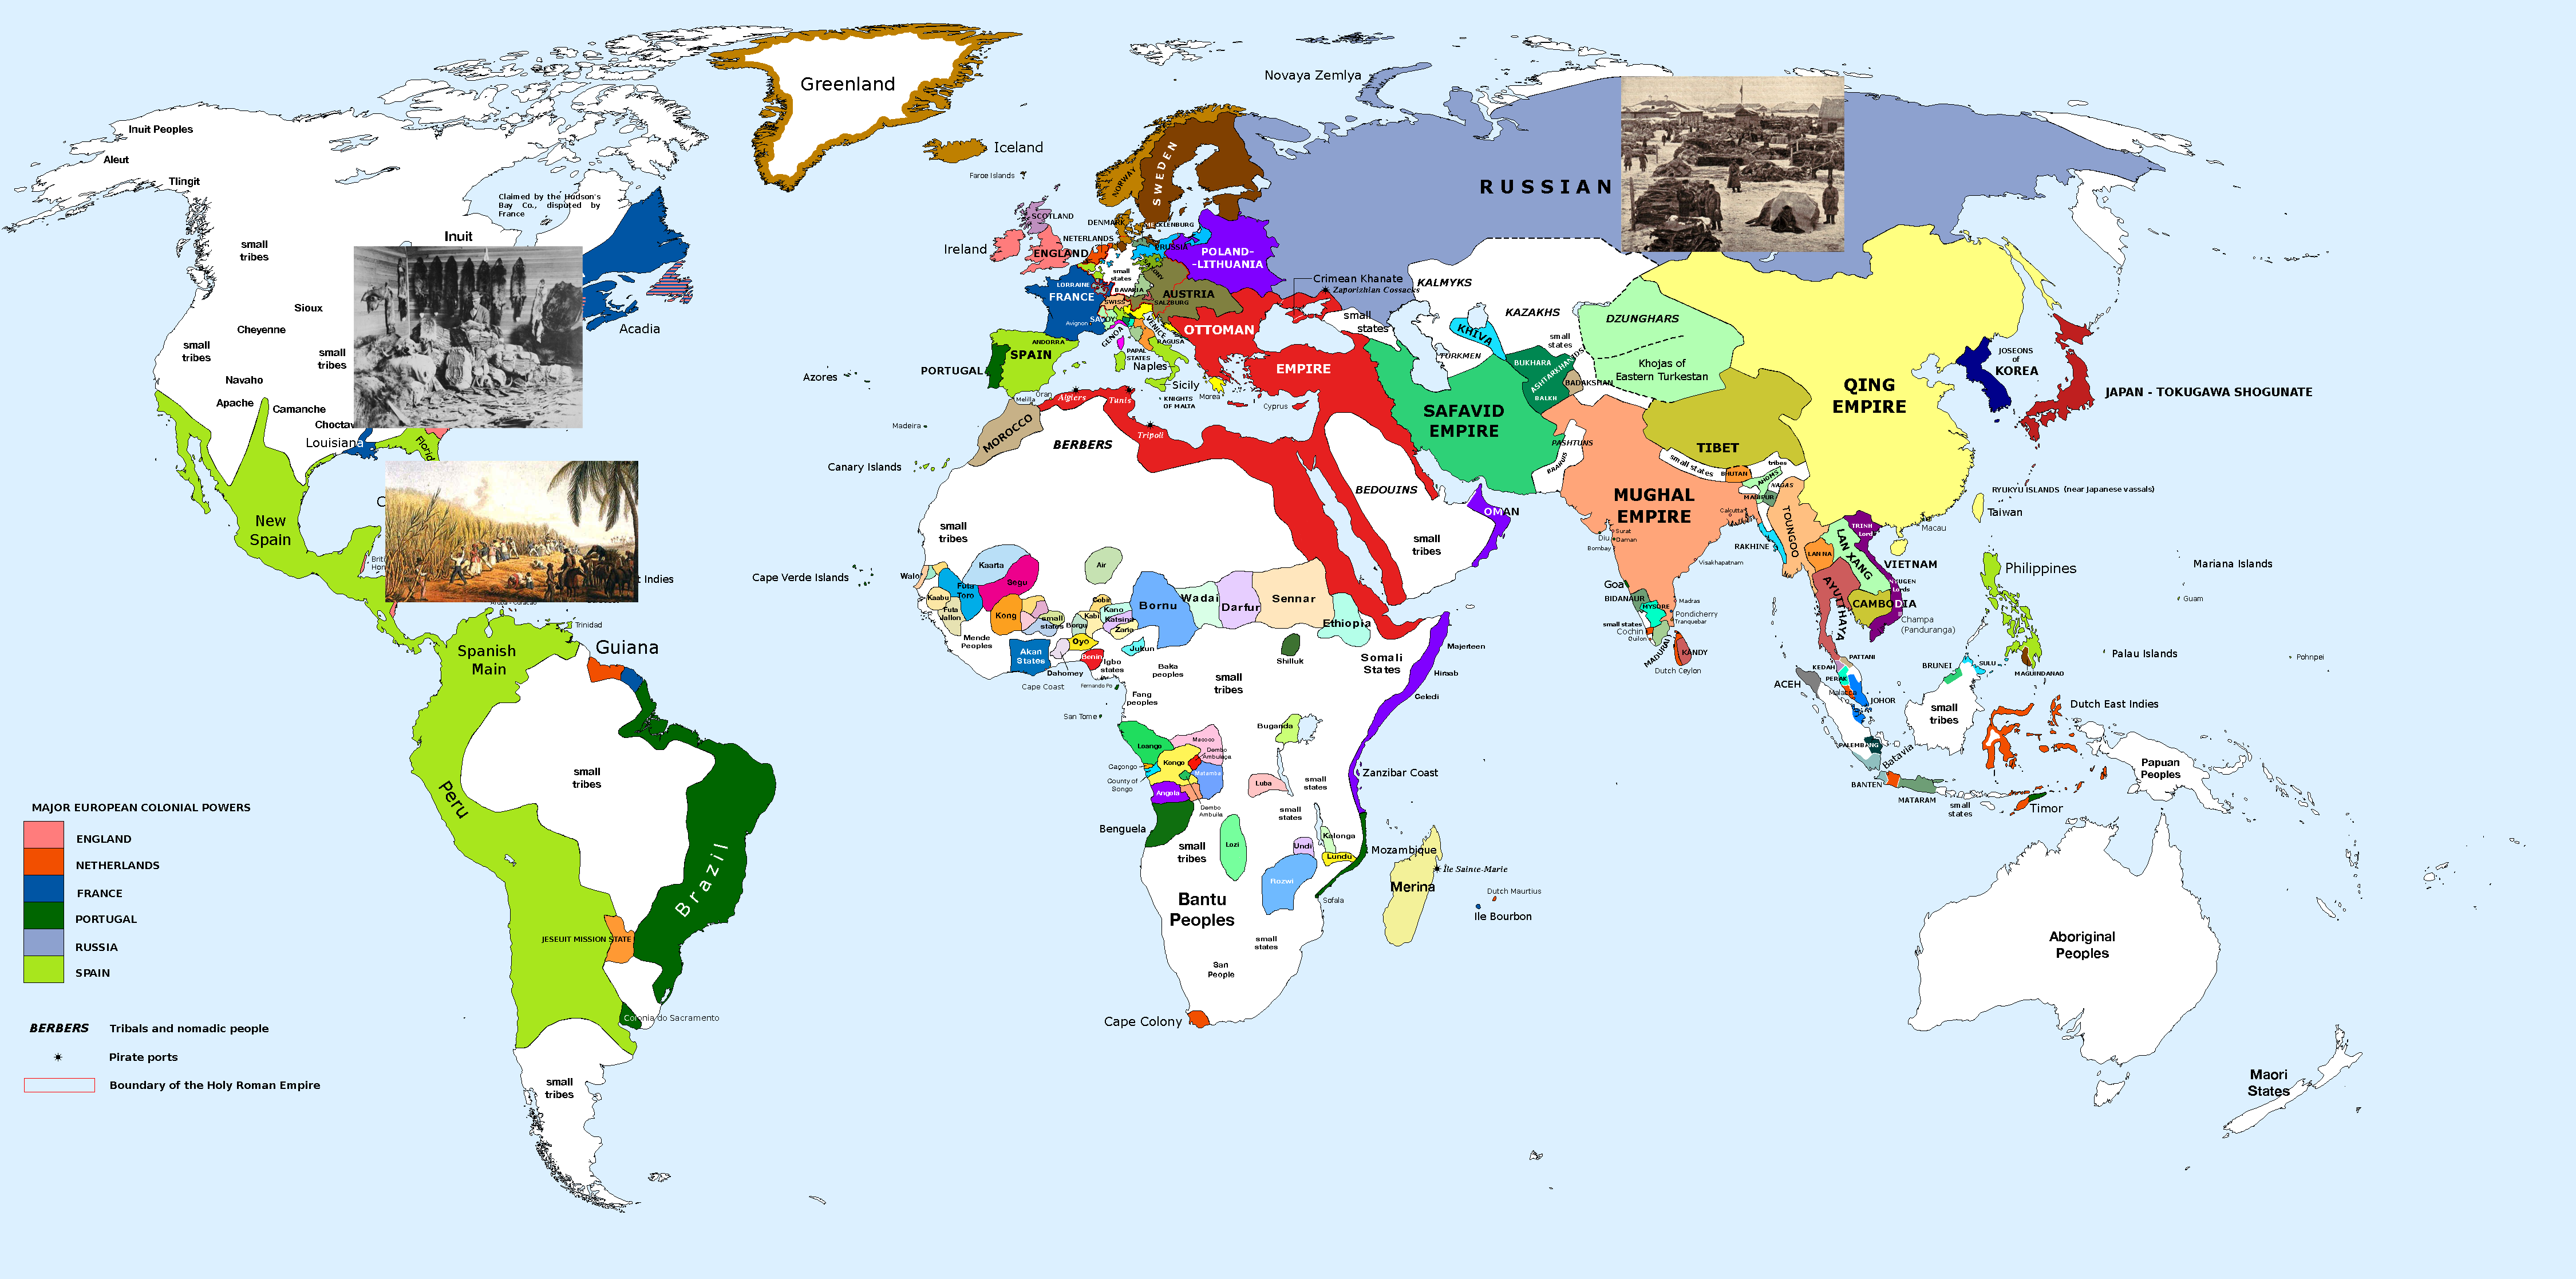 Greenland
Novaya Zemlya
Inuit Peoples
Aleut
Tlingit
Iceland
Faroe Islands
Claimed by the Hudson's
Bay Co., disputed by
France
Inuit
small
tribes
Sioux
Cheyenne
small
tribes
small
tribes
Navaho
Apache
Camanche
Choctaw
Louisiana
Florid
Acadia
New
Spain
C
Briti
Hon
t Indies
Trinidad
Guiana
Spanish
Main
Peru
small
tribes
Brazil
JESEUIT MISSION STATE
Colonia do Sacramento
small
tribes
NORWAY
SWEDEN
SCOTLAND
Ireland
ENGLAND
DENMARK
NETERLANDS
PRUSSIA
POLAND-
-LITHUANIA
small
states
LORRAINE
FRANCE
BAVARIA
AUSTRIA
SALZBURG
SWISS
SAVOY
Avignon
GENOA
VENICE
RAGUSA
PAPAL
STATES
Naples
Sicily
KNIGHTS
OF MALTA
Morea
Cyprus
ANDORRA
SPAIN
PORTUGAL
Azores
Madeira
Canary Islands
Cape Verde Islands
Melilla
Oran
Algiers
Tunis
Tripoli
MOROCCO
BERBERS
OTTOMAN
EMPIRE
Crimean Khanate
Zaporizhian Cossacks
small
states
RUSSIAN
KALMYKS
KAZAKHS
small
states
KHIVA
TURKMEN
BUKHARA
ASHTARKHANIDS
BALKH
BADAKSHAN
DZUNGHARS
Khojas of
Eastern Turkestan
SAFAVID
EMPIRE
PASHTUNS
BRAHUIS
BEDOUINS
OMAN
small
tribes
MUGHAL
EMPIRE
TIBET
small states
BHUTAN
tribes
AHOMS
NAGAS
MANIPUR
QING
EMPIRE
JOSEONS
of
KOREA
JAPAN - TOKUGAWA SHOGUNATE
RYUKYU ISLANDS (near Japanese vassals)
Taiwan
Macau
Calcutta
Surat
Diu
Daman
Bombay
Visakhapatnam
Goa
BIDANAUR
MYSORE
Madras
Pondicherry
Tranquebar
small states
Cochin
Quilon
MADURAI
KANDY
Dutch Ceylon
RAKHINE
TOUNGOO
LAN NA
LAN XANG
TRINH
Lord
VIETNAM
NGUGEN
Lords
AYUTTHAYA
CAMBODIA
Champa
(Panduranga)
Philippines
Mariana Islands
Guam
Palau Islands
Pohnpei
MAGUINDANAO
SULU
BRUNEI
PATTANI
KEDAH
PERAK
Malacca
JOHOR
ACEH
PALEMBANG
Batavia
BANTEN
MATARAM
small
states
small
tribes
Dutch East Indies
Timor
Papuan
Peoples
Aboriginal
Peoples
Maori
States
small
tribes
Walo
Futa
Toro
Kaarta
Segu
Air
Kaabu
Futa
Jallon
Kong
small
states
Mende
Peoples
Akan
States
Cape Coast
Dahomey
Borgu
Oyo
Benin
Igbo
states
Gobir
Kano
Kabi
Katsina
Zaria
Jukun
Bornu
Wadai
Darfur
Sennar
Ethiopia
Shilluk
Somali
States
Majerteen
Hiraab
Geledi
Baka
peoples
Fernando Po
Fang
peoples
San Tome
small
tribes
Buganda
Loango
Macoco
Dembo
Ambuaga
Kongo
Gaçongo
Matamba
County of
Songo
Angola
Dembo
Ambuila
Benguela
Luba
small
states
small
states
Zanzibar Coast
Lozi
small
tribes
Undi
Kalonga
Lundu
Mozambique
Rozwi
Sofala
Merina
Île Sainte-Marie
Dutch Maurtius
Ile Bourbon
Bantu
Peoples
small
states
San
People
Cape Colony
MAJOR EUROPEAN COLONIAL POWERS
ENGLAND
NETHERLANDS
FRANCE
PORTUGAL
RUSSIA
SPAIN
BERBERS Tribals and nomadic people
Pirate ports
Boundary of the Holy Roman Empire